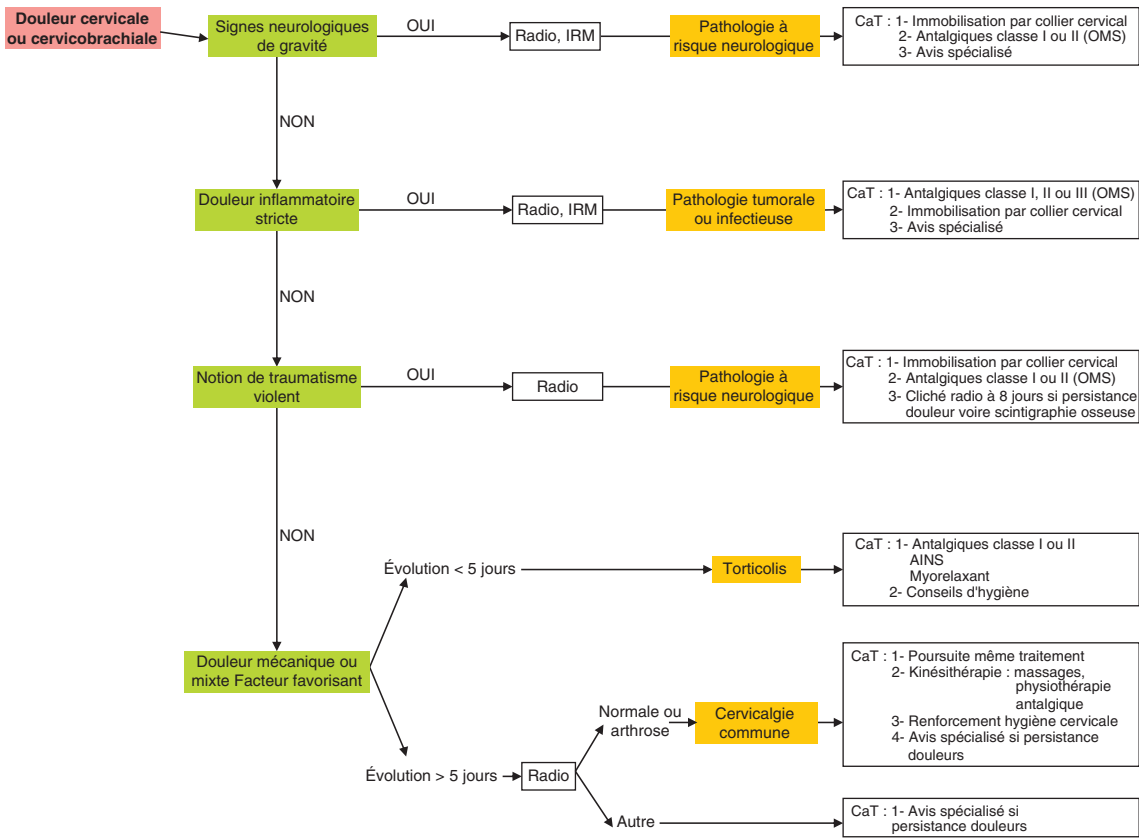 Douleur cervicale
ou cervicobrachiale
Signes neurologiques
de gravité
OUI
Radio, IRM
Pathologie à
risque neurologique
CaT : 1- Immobilisation par collier cervical
2- Antalgiques classe I ou II (OMS)
3- Avis spécialisé
NON
Douleur inflammatoire
stricte
OUI
Radio, IRM
Pathologie tumorale
ou infectieuse
CaT : 1- Antalgiques classe I, II ou III (OMS)
2- Immobilisation par collier cervical
3- Avis spécialisé
NON
Notion de traumatisme
violent
OUI
Radio
Pathologie à
risque neurologique
CaT : 1- Immobilisation par collier cervical
2- Antalgiques classe I ou II (OMS)
3- Cliché radio à 8 jours si persistance
douleur voire scintigraphie osseuse
NON
Évolution < 5 jours
Torticolis
CaT : 1- Antalgiques classe I ou II
AINS
Myorelaxant
2- Conseils d'hygiène
Douleur mécanique ou
mixte Facteur favorisant
Évolution > 5 jours
Radio
Normale ou
arthrose
Cervicalgie
commune
CaT : 1- Poursuite même traitement
2- Kinésithérapie : massages,
physiothérapie
antalgique
3- Renforcement hygiène cervicale
4- Avis spécialisé si persistance
douleurs
Autre
CaT : 1- Avis spécialisé si
persistance douleurs